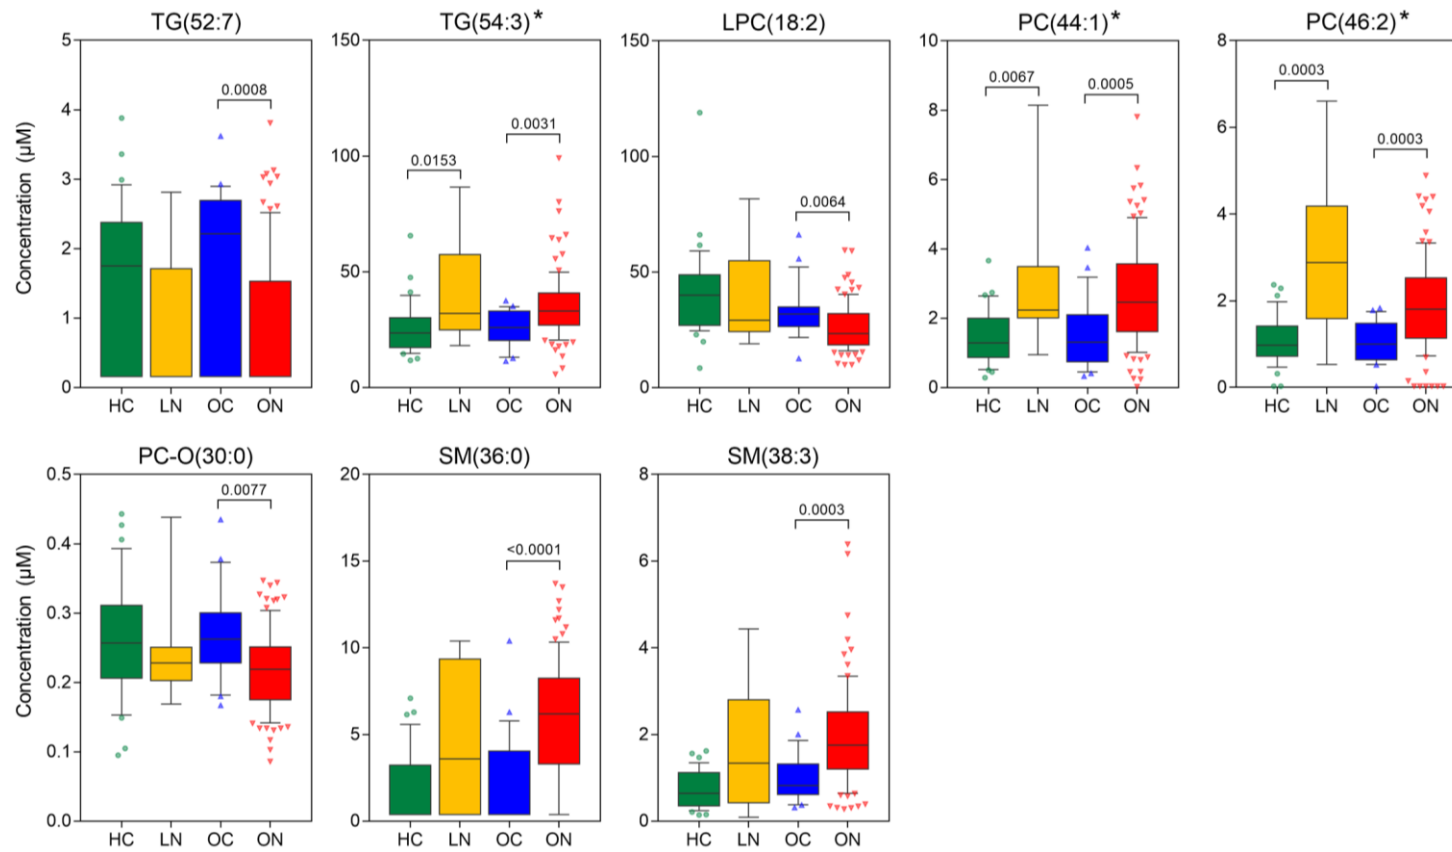 TG(52:7)
TG(54:3)*
LPC(18:2)
PC(44:1)*
PC(46:2)*
Concentration (µM)
5
4
3
2
1
0
0.0008
HC LN OC ON
150
100
50
0
0.0153
0.0031
HC LN OC ON
150
100
50
0
0.0064
HC LN OC ON
10
8
6
4
2
0
0.0067
0.0005
HC LN OC ON
8
6
4
2
0
0.0003
0.0003
HC LN OC ON
PC-O(30:0)
SM(36:0)
SM(38:3)
Concentration (µM)
0.5
0.4
0.3
0.2
0.1
0.0
0.0077
HC LN OC ON
20
15
10
5
0
<0.0001
HC LN OC ON
8
6
4
2
0
0.0003
HC LN OC ON